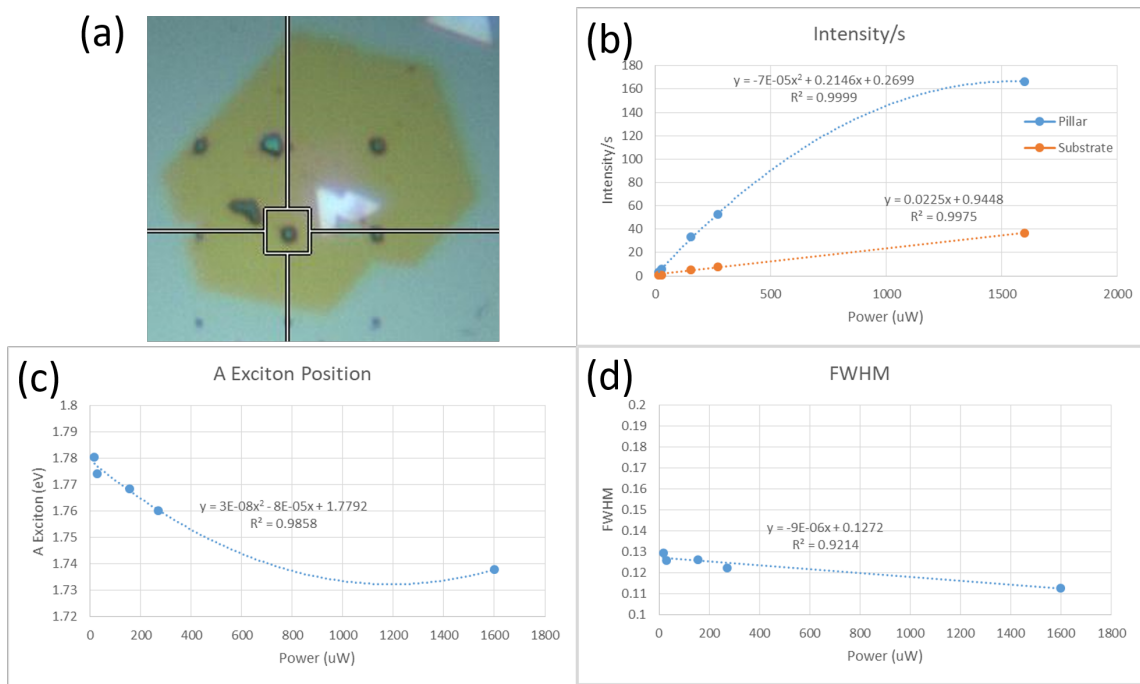 (a)
(b)
Intensity/s
180
160
140
120
100
80
60
40
20
0
Intensity/s
y = -7E-05x² + 0.2146x + 0.2699
R² = 0.9999
Pillar
Substrate
y = 0.0225x + 0.9448
R² = 0.9975
0 500 1000 1500 2000
Power (uW)
(c)
A Exciton Position
1.8
1.79
1.78
1.77
1.76
1.75
1.74
1.73
1.72
A Exciton (eV)
y = 3E-08x² - 8E-05x + 1.7792
R² = 0.9858
0 200 400 600 800 1000 1200 1400 1600 1800
Power (uW)
(d)
FWHM
0.2
0.19
0.18
0.17
0.16
0.15
0.14
0.13
0.12
0.11
0.1
FWHM
y = -9E-06x + 0.1272
R² = 0.9214
0 200 400 600 800 1000 1200 1400 1600 1800
Power (uW)